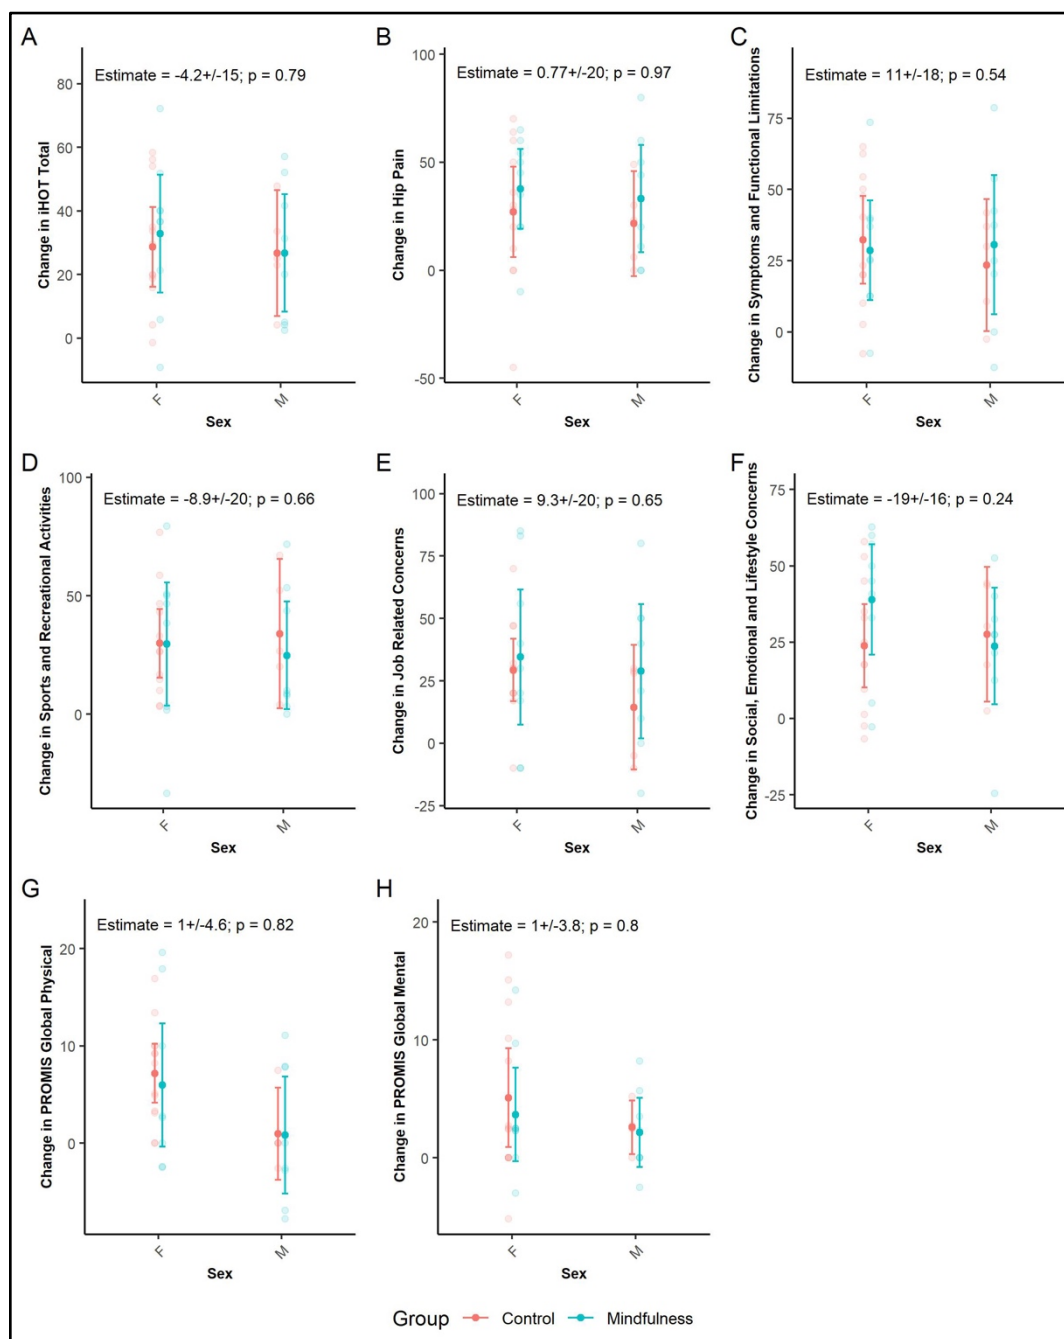 A
Estimate = -4.2+/-15; p = 0.79
Change in iHOT Total
80
60
40
20
0
F
M
Sex
B
Estimate = 0.77+/-20; p = 0.97
Change in Hip Pain
100
50
0
-50
F
M
Sex
C
Estimate = 11+/-18; p = 0.54
Change in Symptoms and Functional Limitations
75
50
25
0
F
M
Sex
D
Estimate = -8.9+/-20; p = 0.66
Change in Sports and Recreational Activities
100
50
0
F
M
Sex
E
Estimate = 9.3+/-20; p = 0.65
Change in Job Related Concerns
100
75
50
25
0
-25
F
M
Sex
F
Estimate = -19+/-16; p = 0.24
Change in Social, Emotional and Lifestyle Concerns
75
50
25
0
-25
F
M
Sex
G
Estimate = 1+/-4.6; p = 0.82
Change in PROMIS Global Physical
20
10
0
F
M
Sex
H
Estimate = 1+/-3.8; p = 0.8
Change in PROMIS Global Mental
20
10
0
F
M
Sex
Group Control Mindfulness